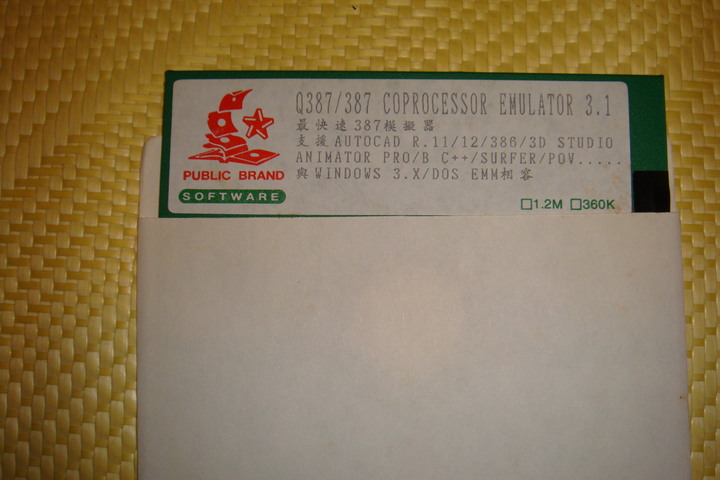 Q387/387 COPROCESSOR EMULATOR 3.1
最快速387模擬器
支援AUTOCAD R.11/12/386/3D STUDIO
ANIMATOR PRO/B C++/SURFER/POV.....
與WINDOWS 3.X/DOS EMM相容
PUBLIC BRAND
SOFTWARE
□1.2M □360K